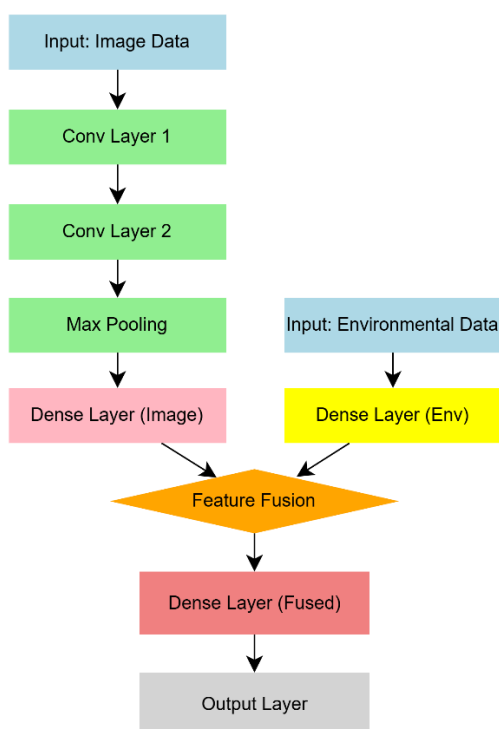 Input: Image Data
Conv Layer 1
Conv Layer 2
Max Pooling
Input: Environmental Data
Dense Layer (Image)
Dense Layer (Env)
Feature Fusion
Dense Layer (Fused)
Output Layer